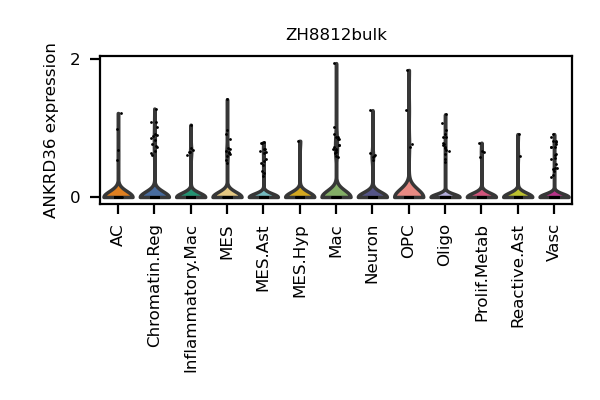 ZH8812bulk
ANKRD36 expression
2
0
AC
Chromatin.Reg
Inflammatory.Mac
MES
MES.Ast
MES.Hyp
Mac
Neuron
OPC
Oligo
Prolif.Metab
Reactive.Ast
Vasc